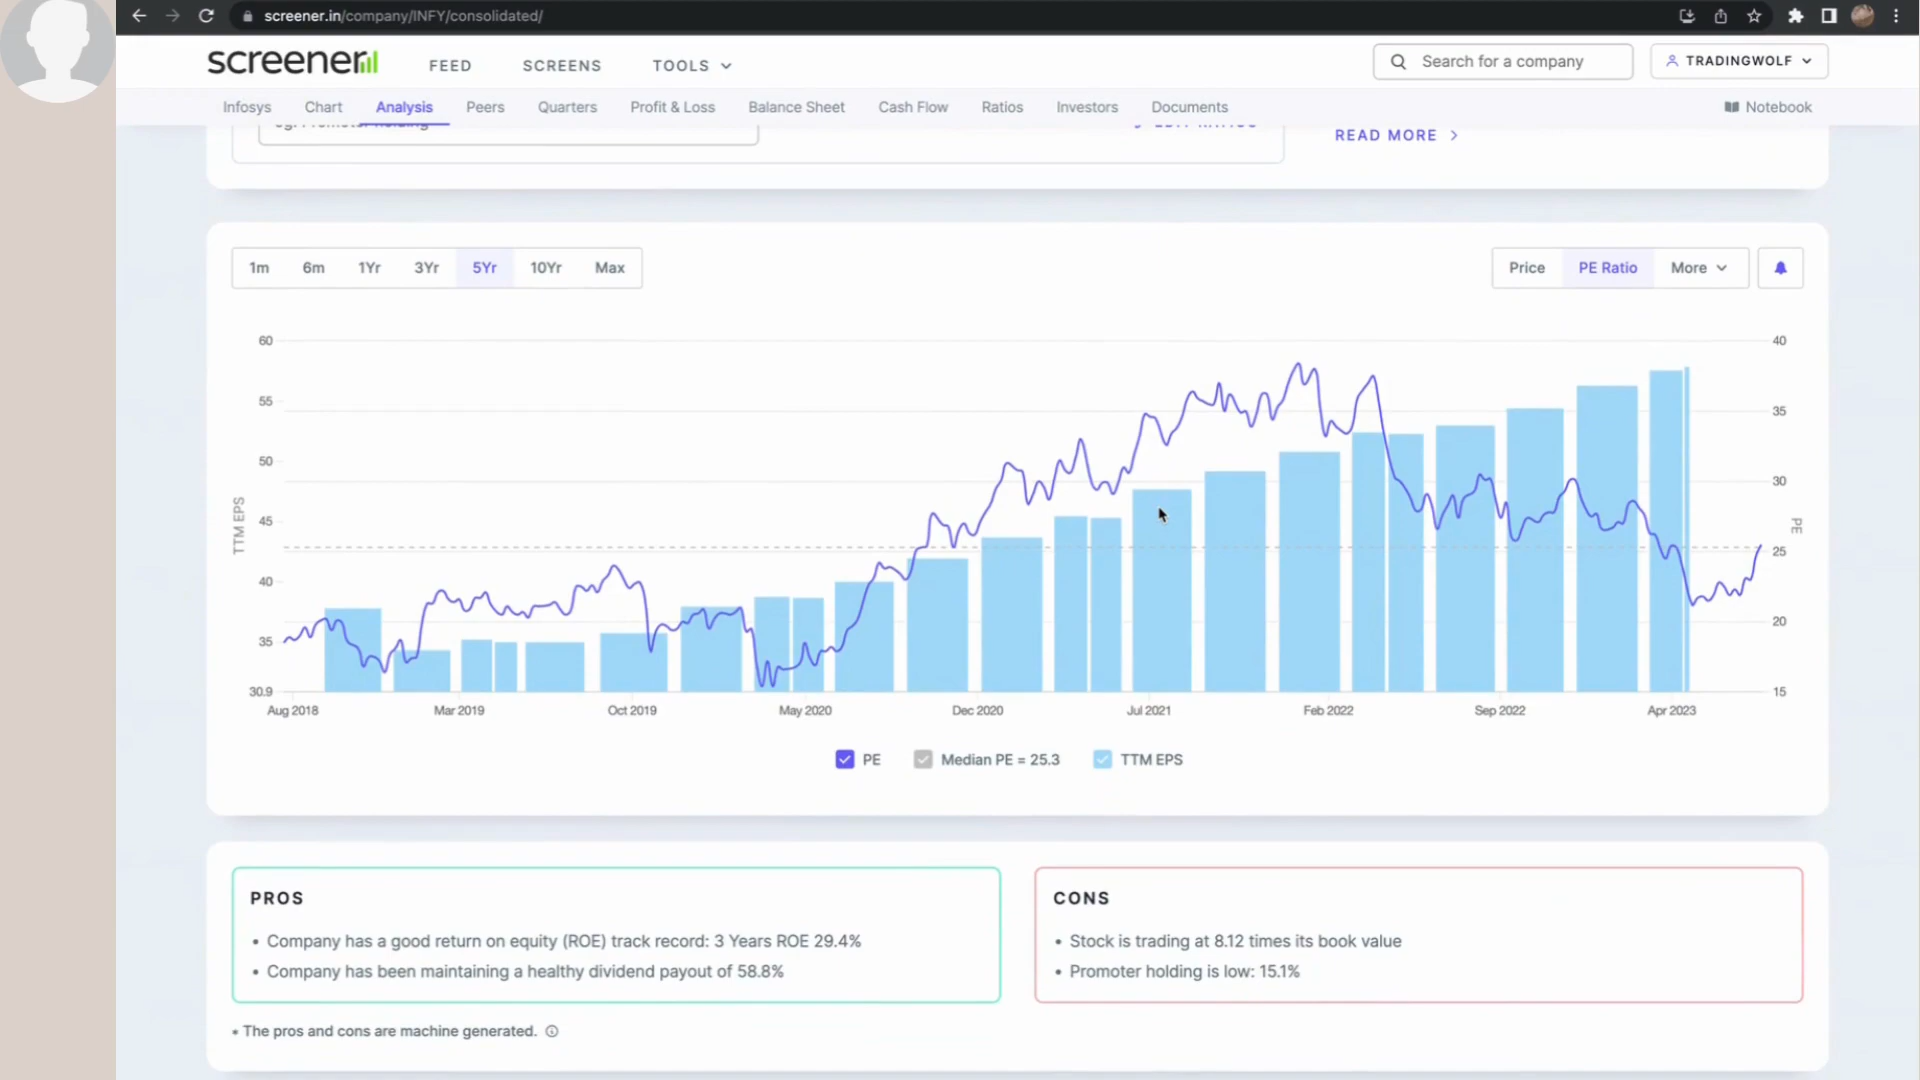 screener.in/company/INFY/consolidated/
screener
FEED
SCREENS
TOOLS
Search for a company
TRADINGWOLF
Infosys
Chart
Analysis
Peers
Quarters
Profit & Loss
Balance Sheet
Cash Flow
Ratios
Investors
Documents
Notebook
READ MORE
1m
6m
1Yr
3Yr
5Yr
10Yr
Max
Price
PE Ratio
More
60
55
50
45
40
35
30.9
TTM EPS
40
35
30
25
20
15
PE
Aug 2018
Mar 2019
Oct 2019
May 2020
Dec 2020
Jul 2021
Feb 2022
Sep 2022
Apr 2023
PE
Median PE = 25.3
TTM EPS
PROS
• Company has a good return on equity (ROE) track record: 3 Years ROE 29.4%
• Company has been maintaining a healthy dividend payout of 58.8%
CONS
• Stock is trading at 8.12 times its book value
• Promoter holding is low: 15.1%
* The pros and cons are machine generated.